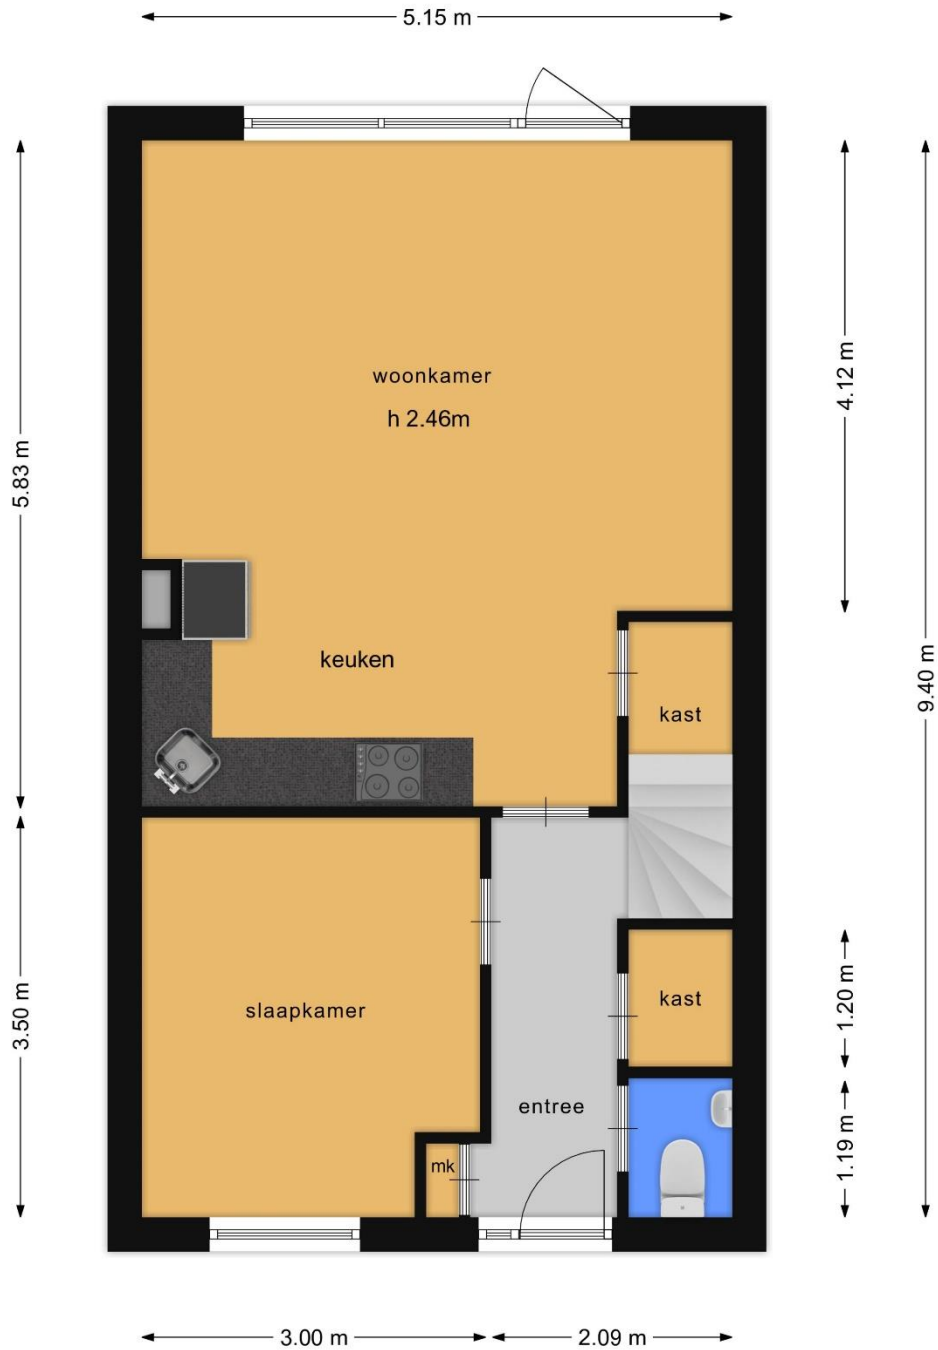 5.15 m
woonkamer
h 2.46m
4.12 m
5.83 m
keuken
9.40 m
kast
slaapkamer
kast
3.50 m
1.20 m
entree
1.19 m
mk
3.00 m
2.09 m